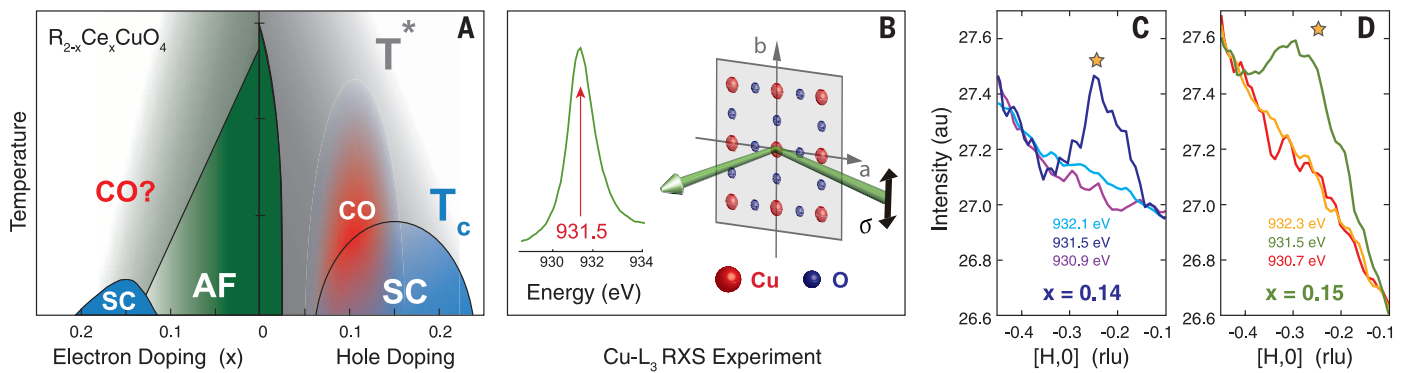 A
R2-xCexCuO4
T*
CO?
CO
Tc
AF
SC
SC
Temperature
0.2
0.1
0
0.1
0.2
Electron Doping (x)
Hole Doping
B
b
a
σ
931.5
930
932
934
Energy (eV)
Cu
O
Cu-L3 RXS Experiment
C
27.6
27.4
27.2
27.0
26.8
26.6
Intensity (au)
932.1 eV
931.5 eV
930.9 eV
x = 0.14
-0.4
-0.3
-0.2
-0.1
[H,0] (rlu)
D
27.6
27.4
27.2
27.0
26.8
26.6
932.3 eV
931.5 eV
930.7 eV
x = 0.15
-0.4
-0.3
-0.2
-0.1
[H,0] (rlu)